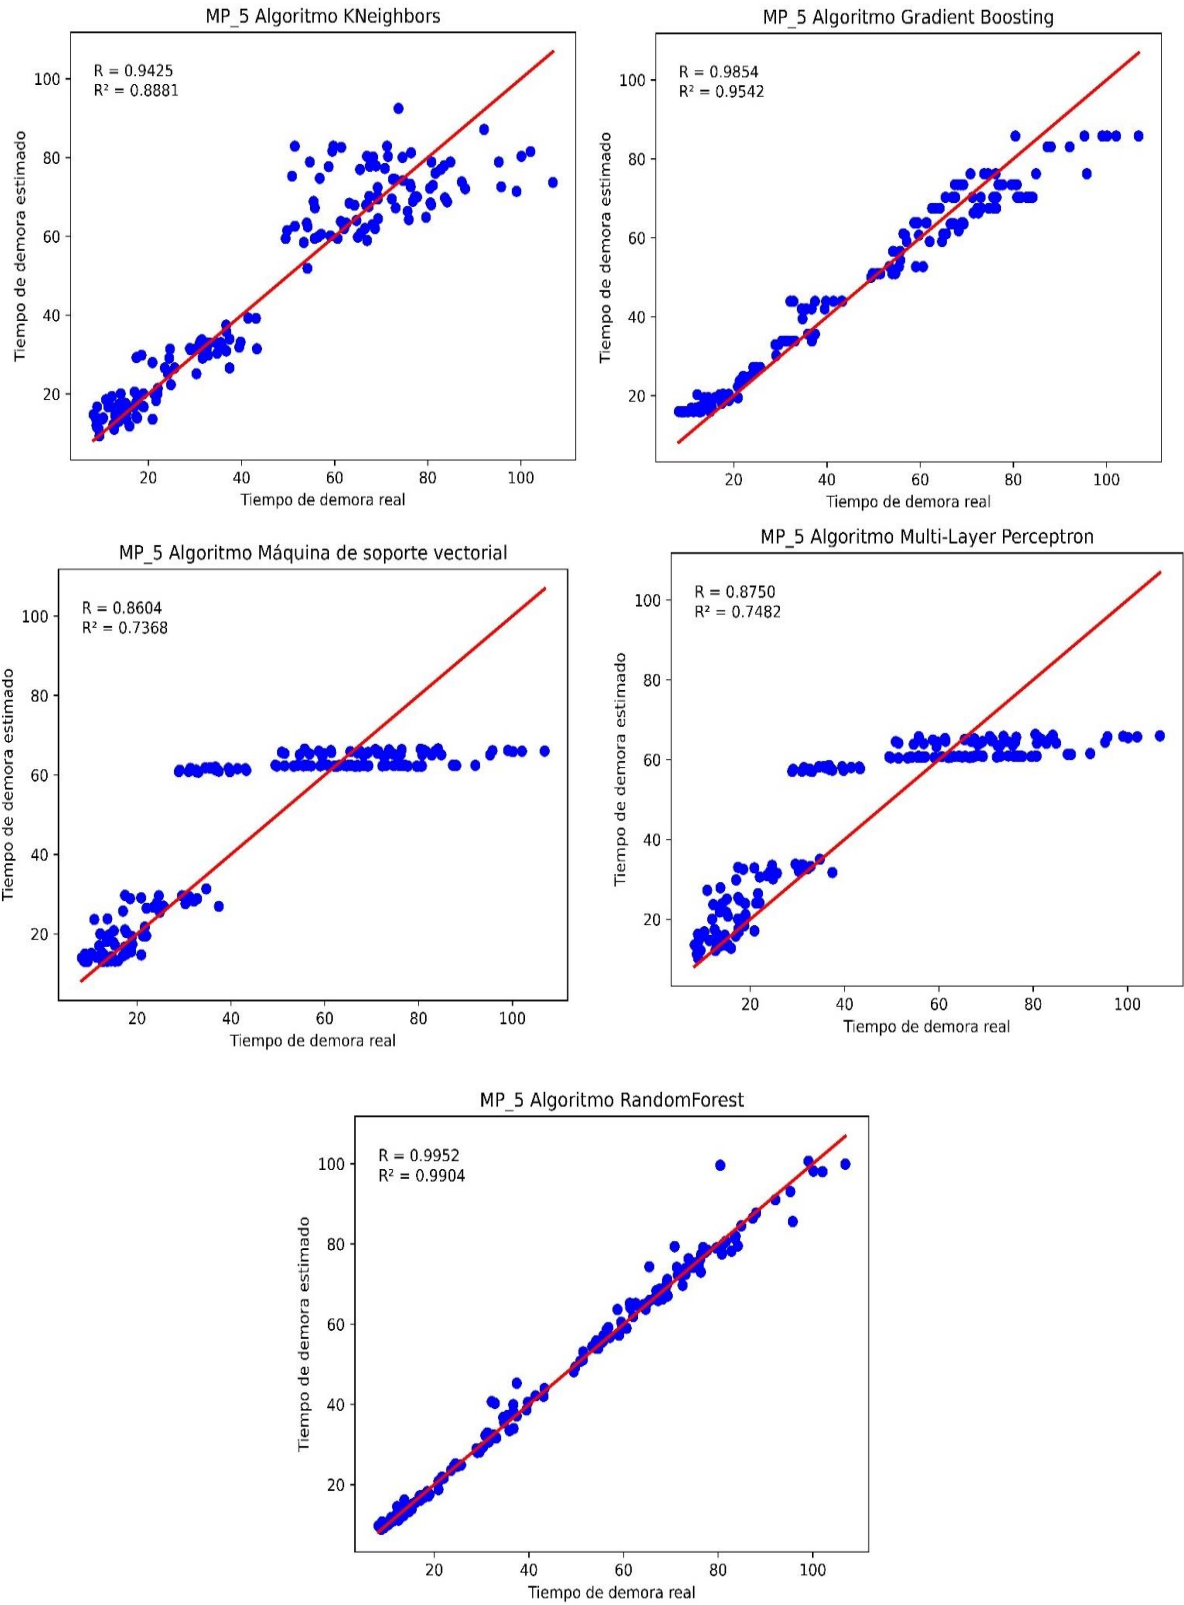 MP_5 Algoritmo KNeighbors
R = 0.9425
R² = 0.8881
100
80
60
40
20
Tiempo de demora estimado
20 40 60 80 100
Tiempo de demora real
MP_5 Algoritmo Gradient Boosting
R = 0.9854
R² = 0.9542
100
80
60
40
20
Tiempo de demora estimado
20 40 60 80 100
Tiempo de demora real
MP_5 Algoritmo Máquina de soporte vectorial
R = 0.8604
R² = 0.7368
100
80
60
40
20
Tiempo de demora estimado
20 40 60 80 100
Tiempo de demora real
MP_5 Algoritmo Multi-Layer Perceptron
R = 0.8750
R² = 0.7482
100
80
60
40
20
Tiempo de demora estimado
20 40 60 80 100
Tiempo de demora real
MP_5 Algoritmo RandomForest
R = 0.9952
R² = 0.9904
100
80
60
40
20
Tiempo de demora estimado
20 40 60 80 100
Tiempo de demora real